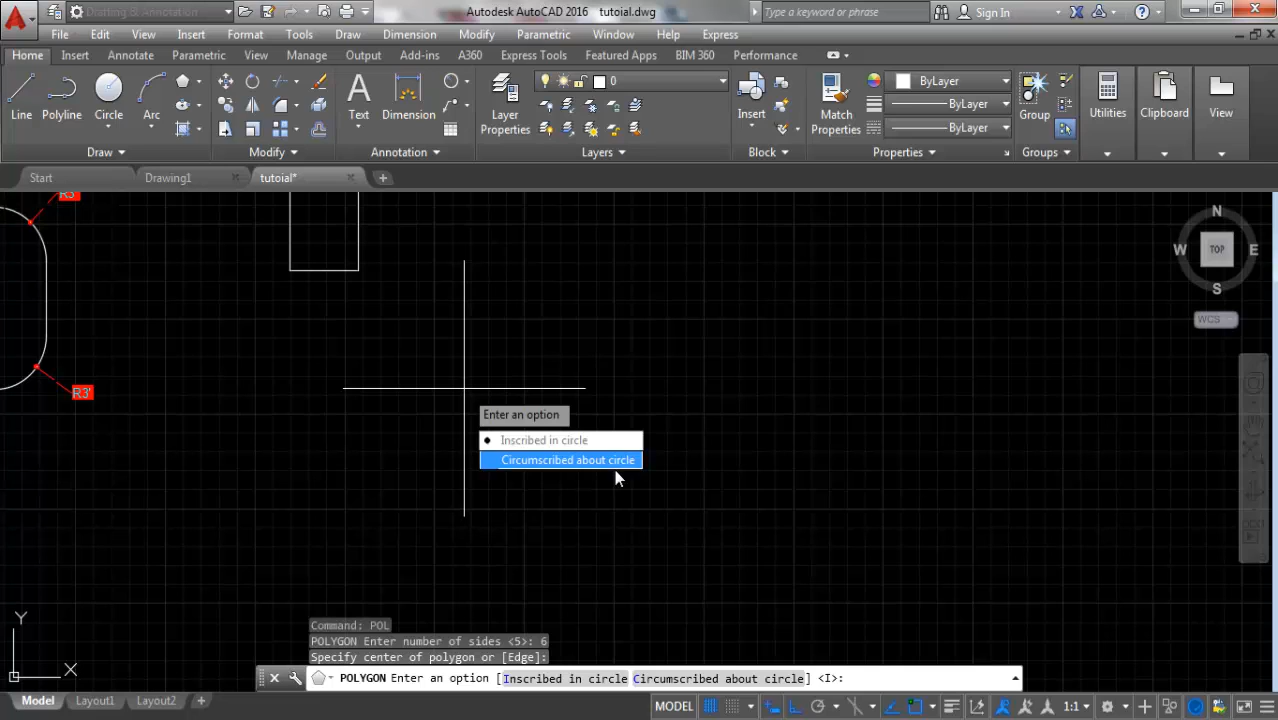 Drafting & Annotation
Autodesk AutoCAD 2016 tutoial.dwg
Type a keyword or phrase
Sign In
File Edit View Insert Format Tools Draw Dimension Modify Parametric Window Help Express
Home Insert Annotate Parametric View Manage Output Add-ins A360 Express Tools Featured Apps BIM 360 Performance
0
ByLayer
ByLayer
ByLayer
Line Polyline Circle Arc
Text Dimension
Layer Properties
Insert
Match Properties
Group
Utilities Clipboard View
Draw Modify Annotation Layers Block Properties Groups
Start Drawing1 tutoial*
R3'
N
W TOP E
S
WCS
R3'
Enter an option
Inscribed in circle
Circumscribed about circle
Y
X
Command: POL
POLYGON Enter number of sides <5>: 6
Specify center of polygon or [Edge]:
POLYGON Enter an option [Inscribed in circle Circumscribed about circle] <I>:
Model Layout1 Layout2
MODEL 1:1